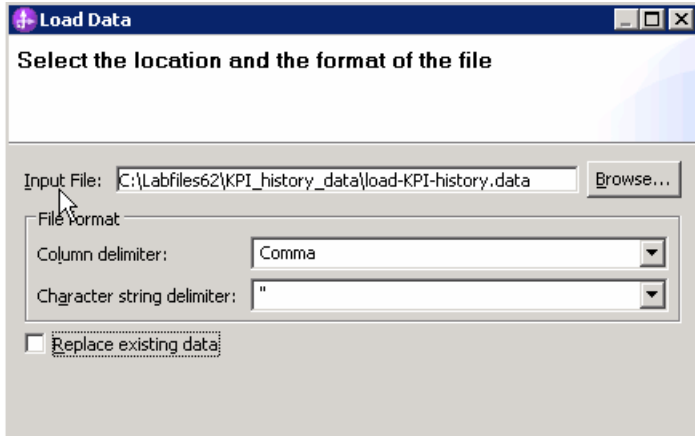 Load Data
Select the location and the format of the file
Input File: C:\Labfiles62\KPI_history_data\load-KPI-history.data Browse...
File Format
Column delimiter: Comma
Character string delimiter: "
Replace existing data